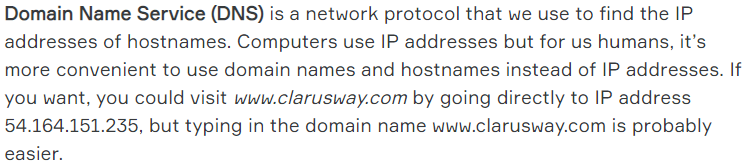 Domain Name Service (DNS) is a network protocol that we use to find the IP
addresses of hostnames. Computers use IP addresses but for us humans, it’s
more convenient to use domain names and hostnames instead of IP addresses. If
you want, you could visit www.clarusway.com by going directly to IP address
54.164.151.235, but typing in the domain name www.clarusway.com is probably
easier.